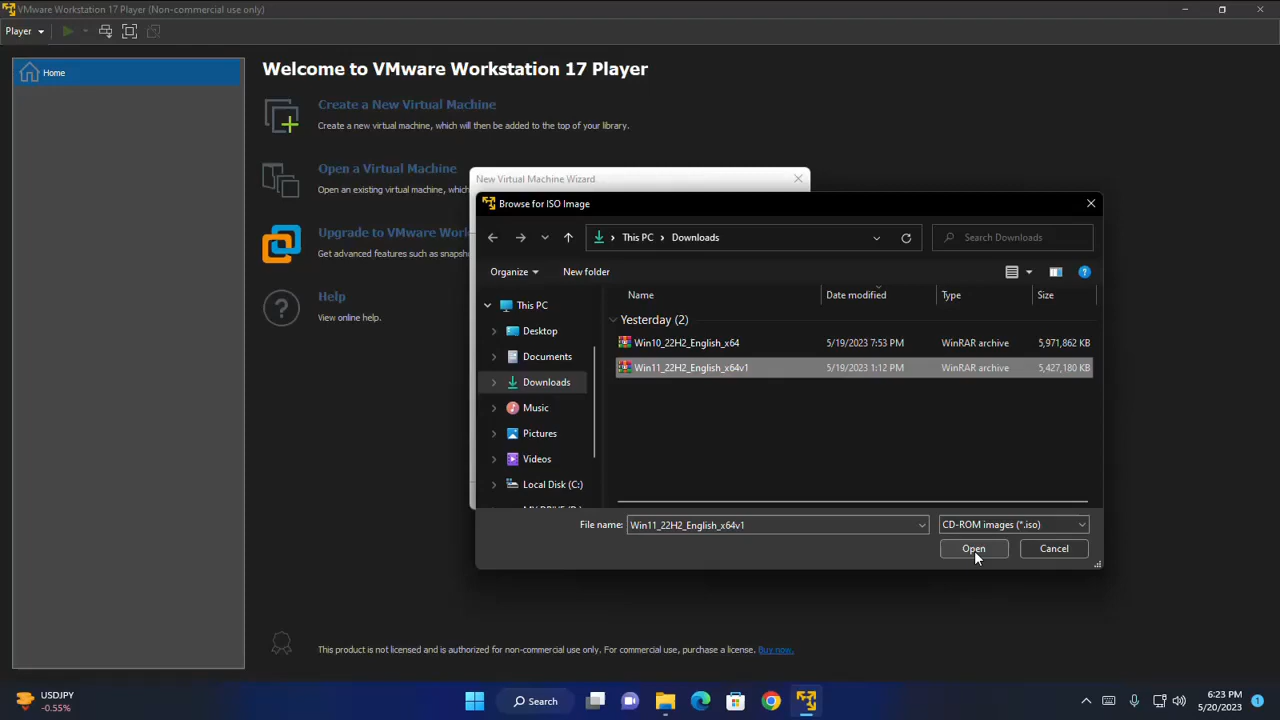 VMware Workstation 17 Player (Non-commercial use only)
Player
Home
Welcome to VMware Workstation 17 Player
Create a New Virtual Machine
Create a new virtual machine, which will then be added to the top of your library.
Open a Virtual Machine
Open an existing virtual machine, which
Upgrade to VMware Work
Get advanced features such as snapsh
Help
View online help.
New Virtual Machine Wizard
Browse for ISO Image
This PC > Downloads
Search Downloads
Organize
New folder
Name Date modified Type Size
This PC
Desktop
Documents
Downloads
Music
Pictures
Videos
Local Disk (C:)
Yesterday (2)
Win10_22H2_English_x64 5/19/2023 7:53 PM WinRAR archive 5,971,862 KB
Win11_22H2_English_x64v1 5/19/2023 1:12 PM WinRAR archive 5,427,180 KB
File name: Win11_22H2_English_x64v1 CD-ROM images (*.iso)
Open Cancel
This product is not licensed and is authorized for non-commercial use only. For commercial use, purchase a license. Buy now.
USDJPY
-0.55%
Search
6:23 PM
5/20/2023
1